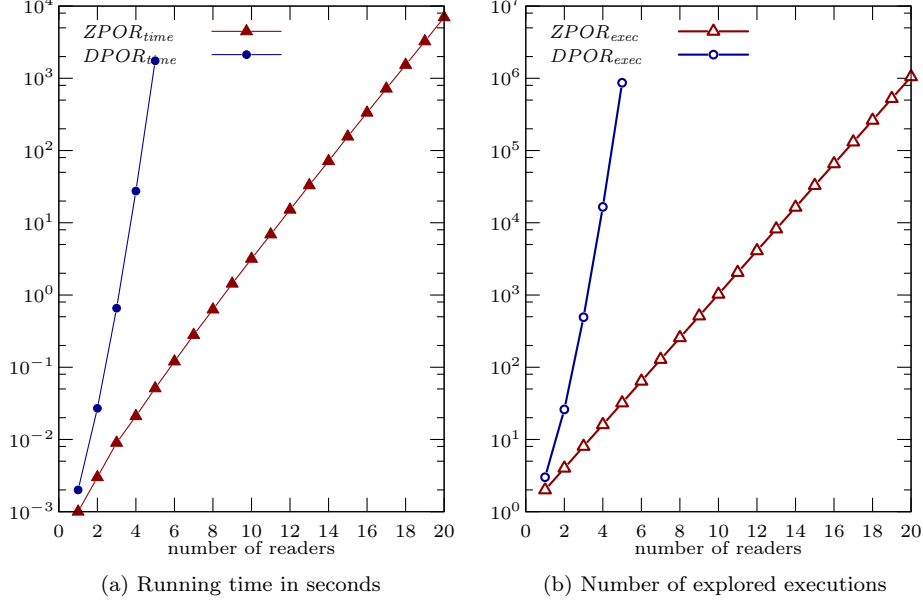 10^4
10^3
10^2
10^1
10^0
10^−1
10^−2
10^−3
0 2 4 6 8 10 12 14 16 18 20
number of readers
ZPOR_time
DPOR_time
(a) Running time in seconds
10^7
10^6
10^5
10^4
10^3
10^2
10^1
10^0
0 2 4 6 8 10 12 14 16 18 20
number of readers
ZPOR_exec
DPOR_exec
(b) Number of explored executions